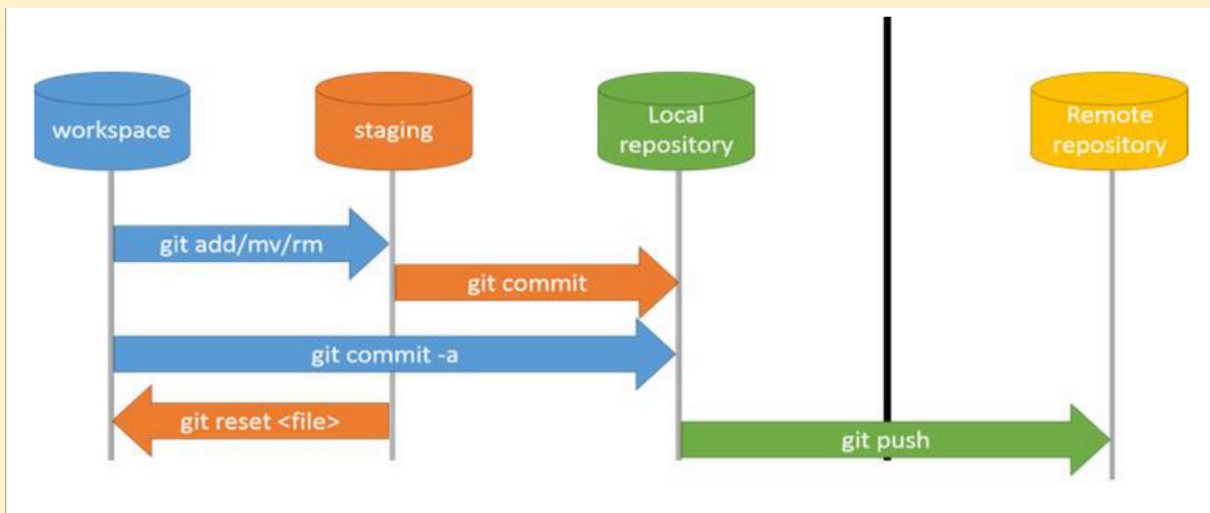 workspace
staging
Local
repository
Remote
repository
git add/mv/rm
git commit
git commit -a
git reset <file>
git push